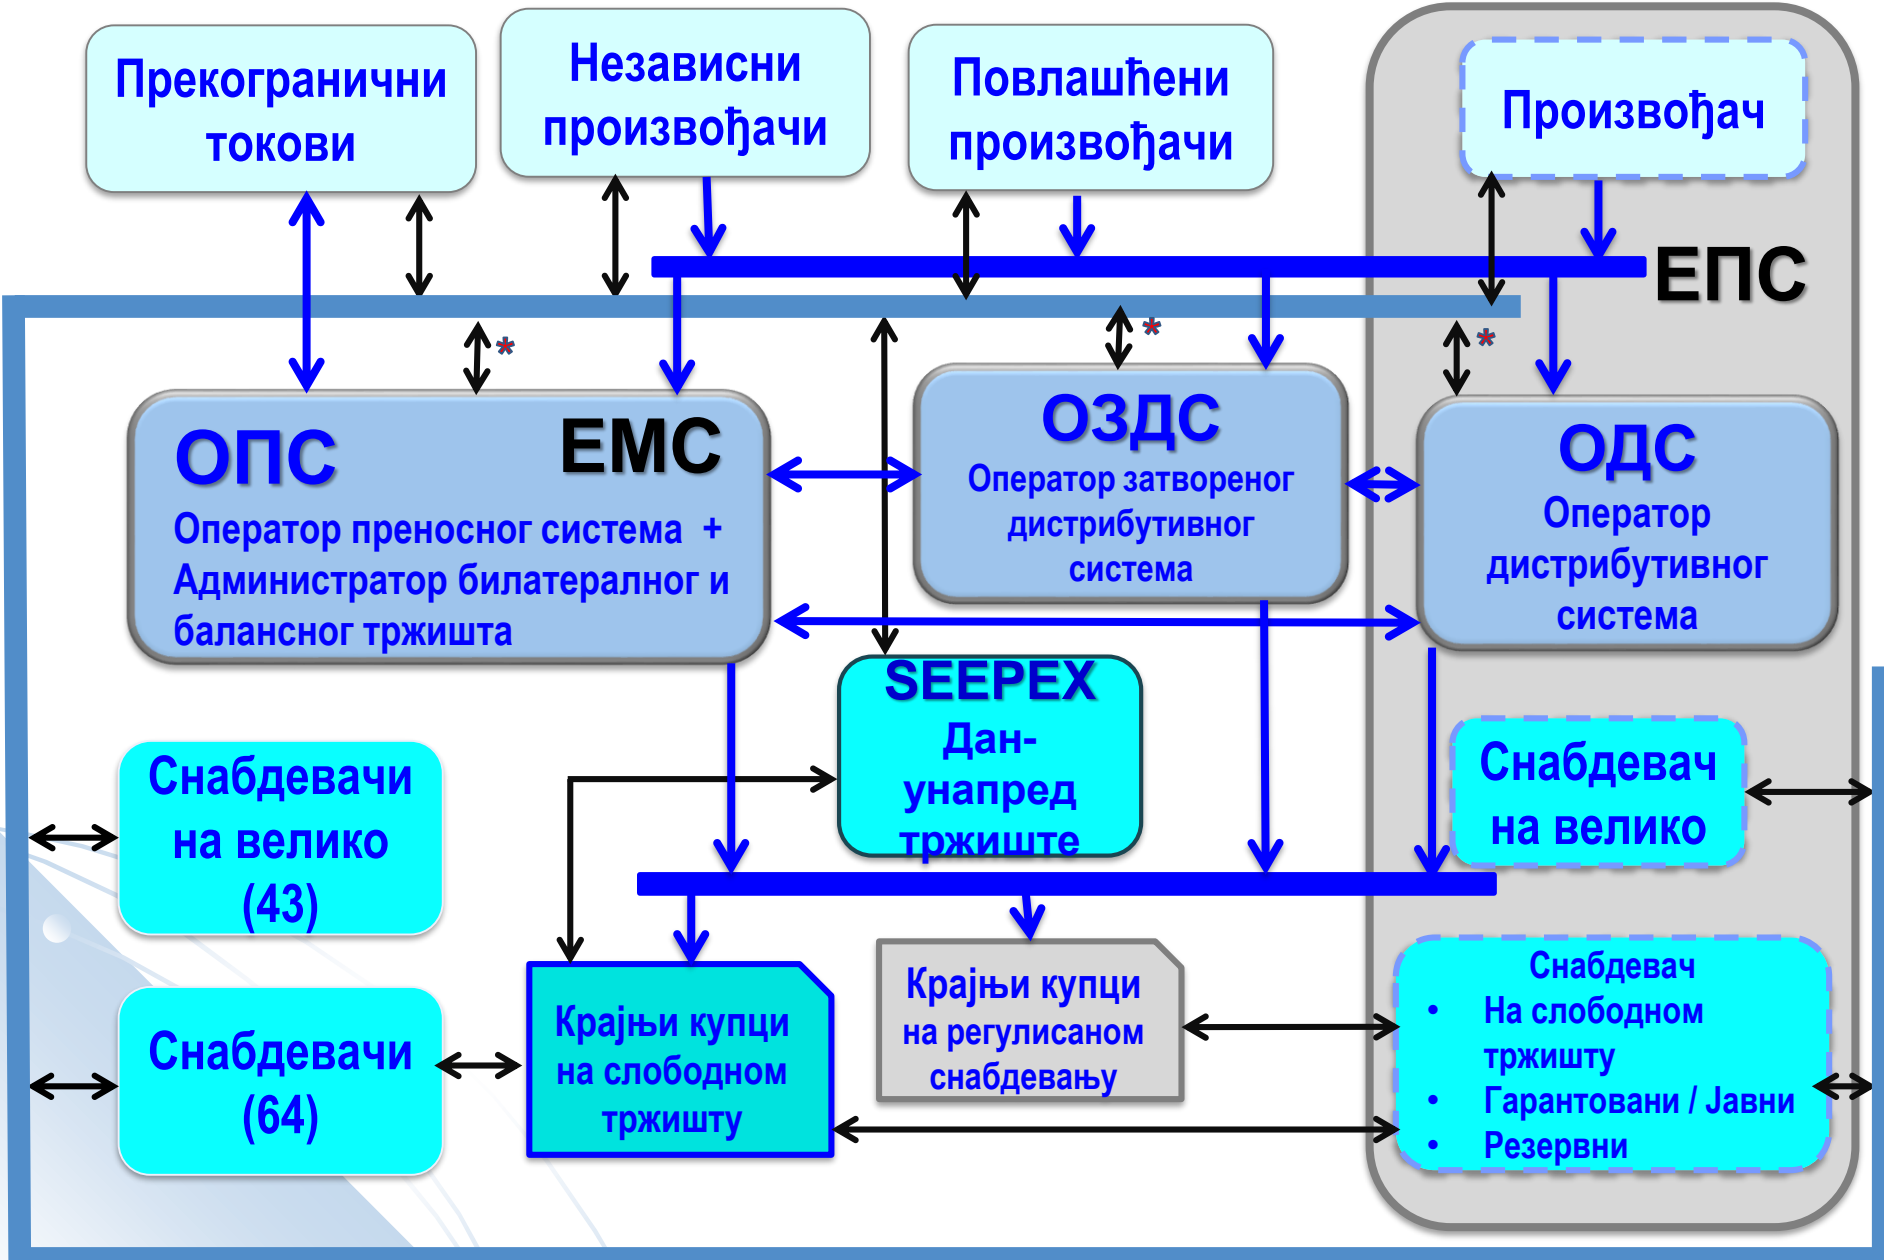 Прекогранични
токови
Независни
произвођачи
Повлашћени
произвођачи
Произвођач
ЕПС
*
*
*
ОПС
ЕМС
Оператор преносног система +
Администратор билатералног и
балансног тржишта
ОЗДС
Оператор затвореног
дистрибутивног
система
ОДС
Оператор
дистрибутивног
система
SEEPEX
Дан-
унапред
тржиште
Снабдевачи
на велико
(43)
Снабдевач
на велико
Снабдевачи
(64)
Крајњи купци
на слободном
тржишту
Крајњи купци
на регулисаном
снабдевању
Снабдевач
• На слободном
тржишту
• Гарантовани / Јавни
• Резервни